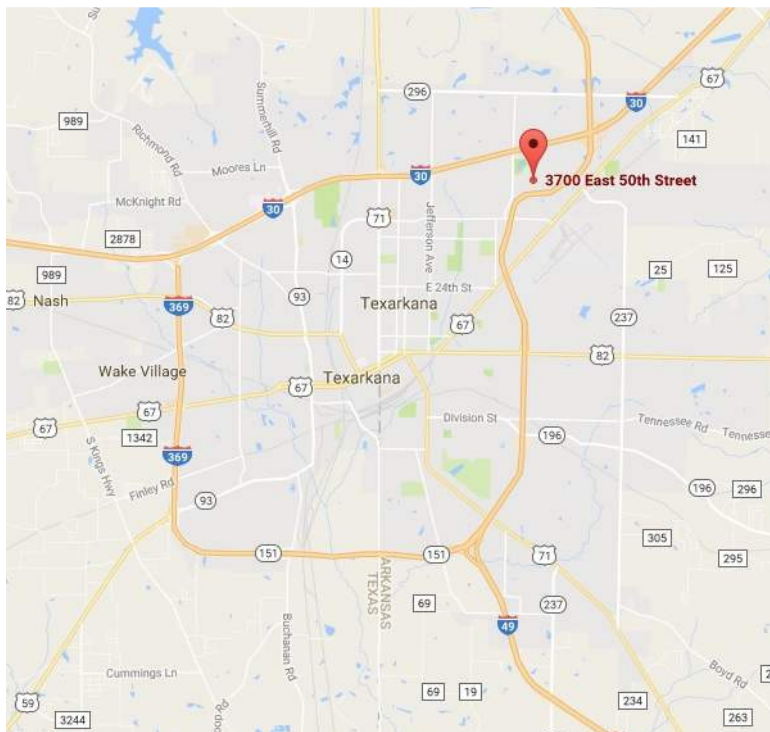 Su
67
296
30
989
Summerhill Rd
141
Richmond Rd
Moores Ln
30
3700 East 50th Street
McKnight Rd
30
71
Jefferson Ave
2878
14
25
125
989
E 24th St
93
82
Nash
369
Texarkana
237
82
67
82
Wake Village
Texarkana
67
67
Division St
67
1342
Tennessee Rd
Tennesse
196
S Kings Hwy
369
Finley Rd
196
296
93
305
151
151
71
295
ARKANSAS
TEXAS
69
237
49
Buchanan Rd
Cummings Ln
Boyd Rd
2
69
19
59
234
3244
263